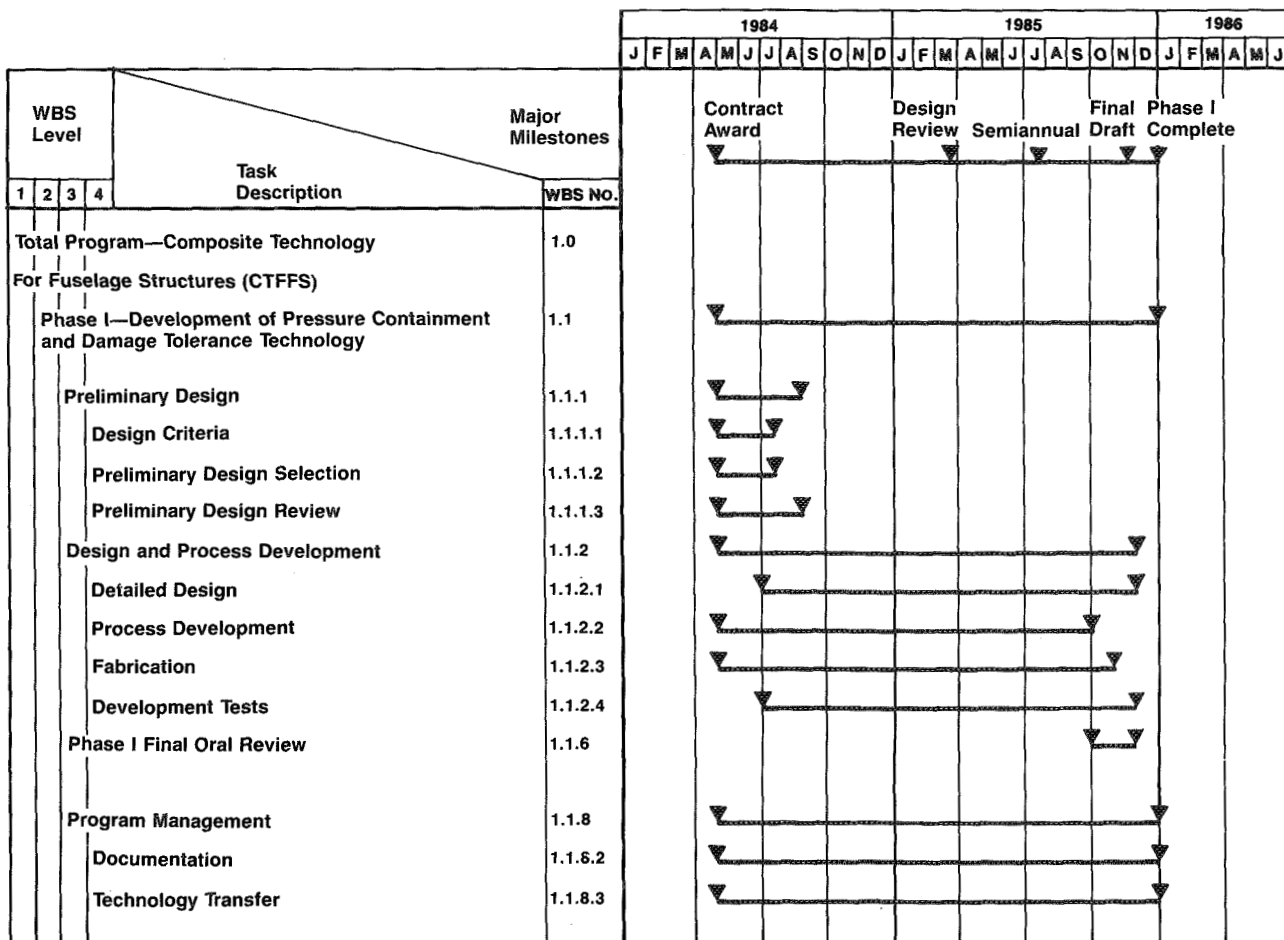 1984 1985 1986
J F M A M J J A S O N D J F M A M J J A S O N D J F M A M J
WBS Level
Major Milestones
Task Description
1 2 3 4
WBS No.
Contract Award
Design Review
Semiannual
Final Draft
Phase I Complete
Total Program—Composite Technology 1.0
For Fuselage Structures (CTFFS)
Phase I—Development of Pressure Containment 1.1
and Damage Tolerance Technology
Preliminary Design 1.1.1
Design Criteria 1.1.1.1
Preliminary Design Selection 1.1.1.2
Preliminary Design Review 1.1.1.3
Design and Process Development 1.1.2
Detailed Design 1.1.2.1
Process Development 1.1.2.2
Fabrication 1.1.2.3
Development Tests 1.1.2.4
Phase I Final Oral Review 1.1.6
Program Management 1.1.8
Documentation 1.1.8.2
Technology Transfer 1.1.8.3